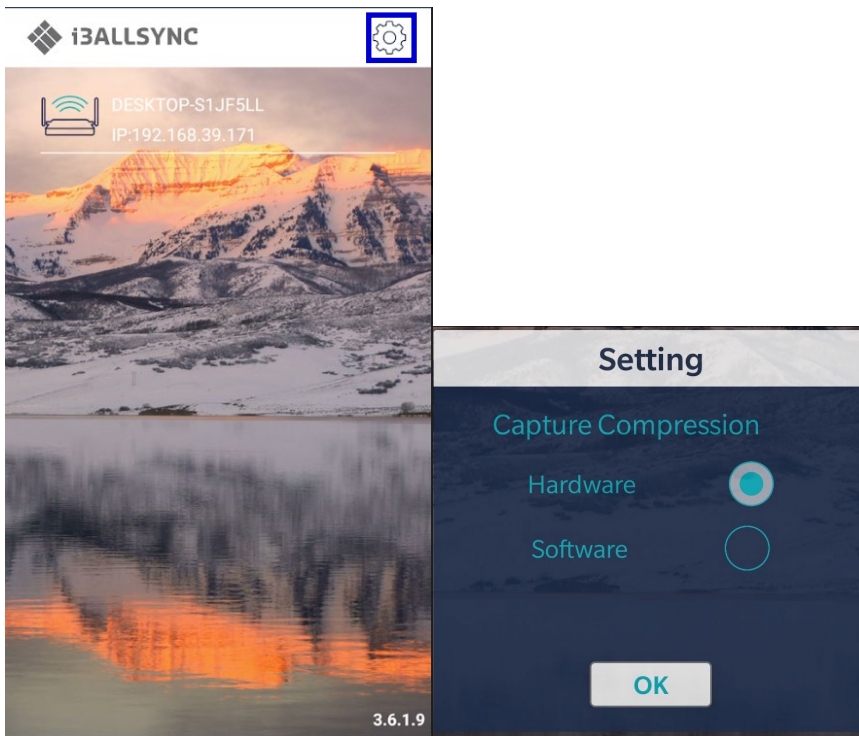 i3ALLSYNC
DESKTOP-S1JF5LL
IP:192.168.39.171
3.6.1.9
Setting
Capture Compression
Hardware
Software
OK